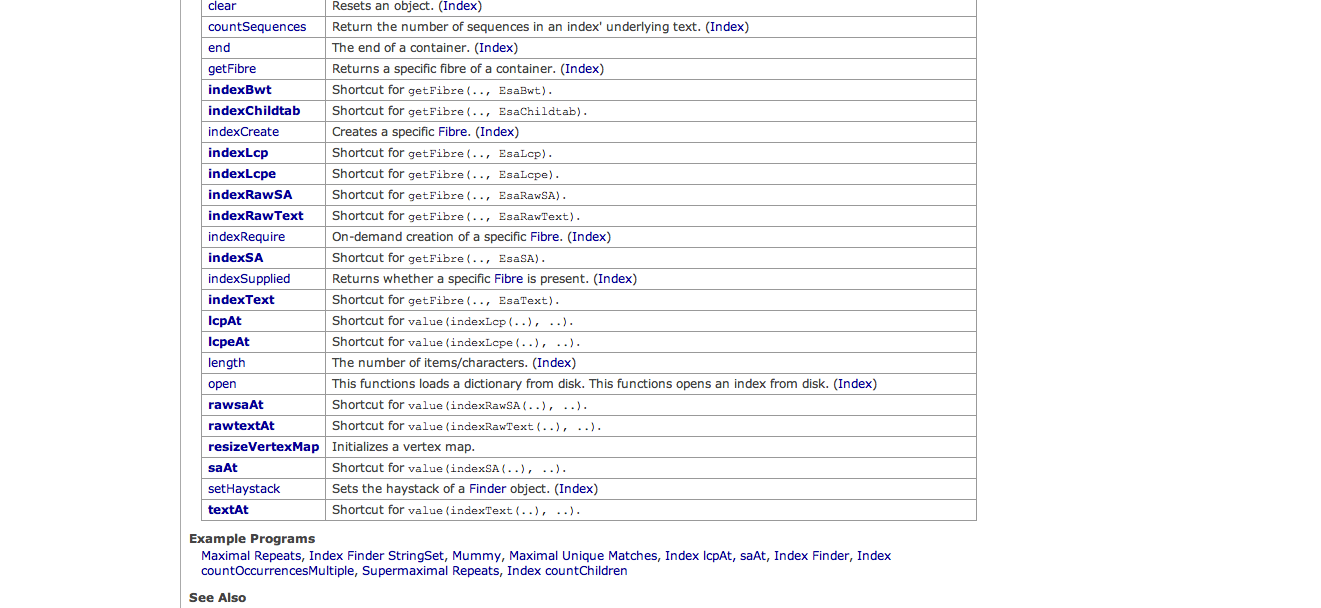 clear Resets an object. (Index)
countSequences Return the number of sequences in an index' underlying text. (Index)
end The end of a container. (Index)
getFibre Returns a specific fibre of a container. (Index)
indexBwt Shortcut for getFibre(.., EsaBwt).
indexChildtab Shortcut for getFibre(.., EsaChildtab).
indexCreate Creates a specific Fibre. (Index)
indexLcp Shortcut for getFibre(.., EsaLcp).
indexLcpe Shortcut for getFibre(.., EsaLcpe).
indexRawSA Shortcut for getFibre(.., EsaRawSA).
indexRawText Shortcut for getFibre(.., EsaRawText).
indexRequire On-demand creation of a specific Fibre. (Index)
indexSA Shortcut for getFibre(.., EsaSA).
indexSupplied Returns whether a specific Fibre is present. (Index)
indexText Shortcut for getFibre(.., EsaText).
lcpAt Shortcut for value(indexLcp(..), ..).
lcpeAt Shortcut for value(indexLcpe(..), ..).
length The number of items/characters. (Index)
open This functions loads a dictionary from disk. This functions opens an index from disk. (Index)
rawsaAt Shortcut for value(indexRawSA(..), ..).
rawtextAt Shortcut for value(indexRawText(..), ..).
resizeVertexMap Initializes a vertex map.
saAt Shortcut for value(indexSA(..), ..).
setHaystack Sets the haystack of a Finder object. (Index)
textAt Shortcut for value(indexText(..), ..).
Example Programs
Maximal Repeats, Index Finder StringSet, Mummy, Maximal Unique Matches, Index lcpAt, saAt, Index Finder, Index
countOccurrencesMultiple, Supermaximal Repeats, Index countChildren
See Also